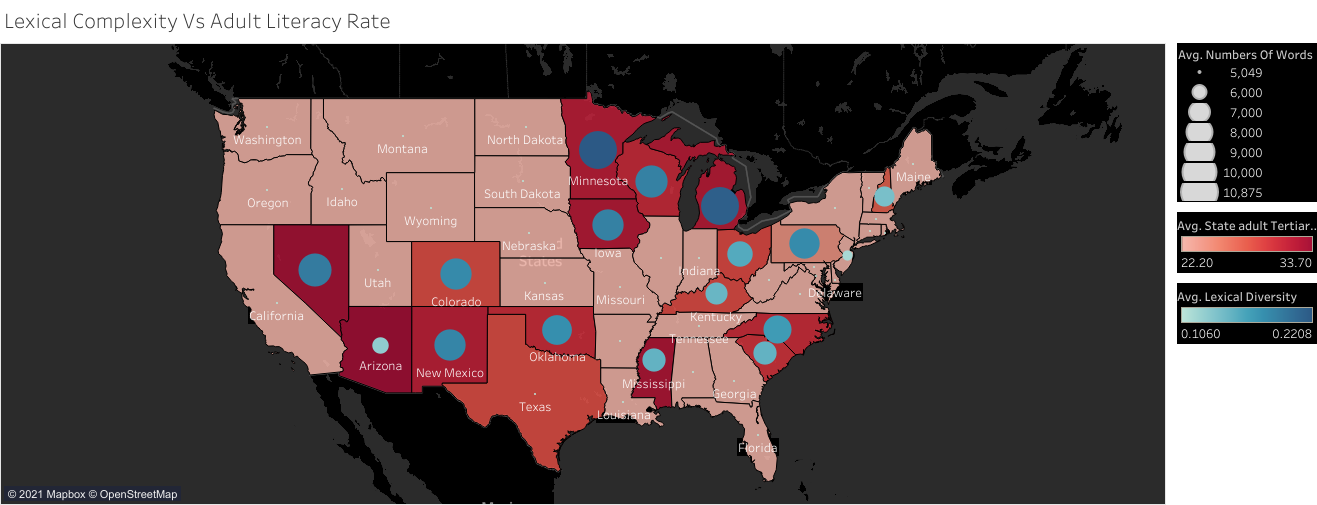 Lexical Complexity Vs Adult Literacy Rate
Washington
Montana
North Dakota
Minnesota
Maine
Oregon
Idaho
South Dakota
Wyoming
Nebraska
States
Iowa
Utah
Colorado
Kansas
Missouri
Indiana
Delaware
California
Kentucky
Tennessee
Arizona
New Mexico
Oklahoma
Mississippi
Georgia
Texas
Louisiana
Florida
© 2021 Mapbox © OpenStreetMap
Avg. Numbers Of Words
5,049
6,000
7,000
8,000
9,000
10,000
10,875
Avg. State adult Tertiar..
22.20 33.70
Avg. Lexical Diversity
0.1060 0.2208